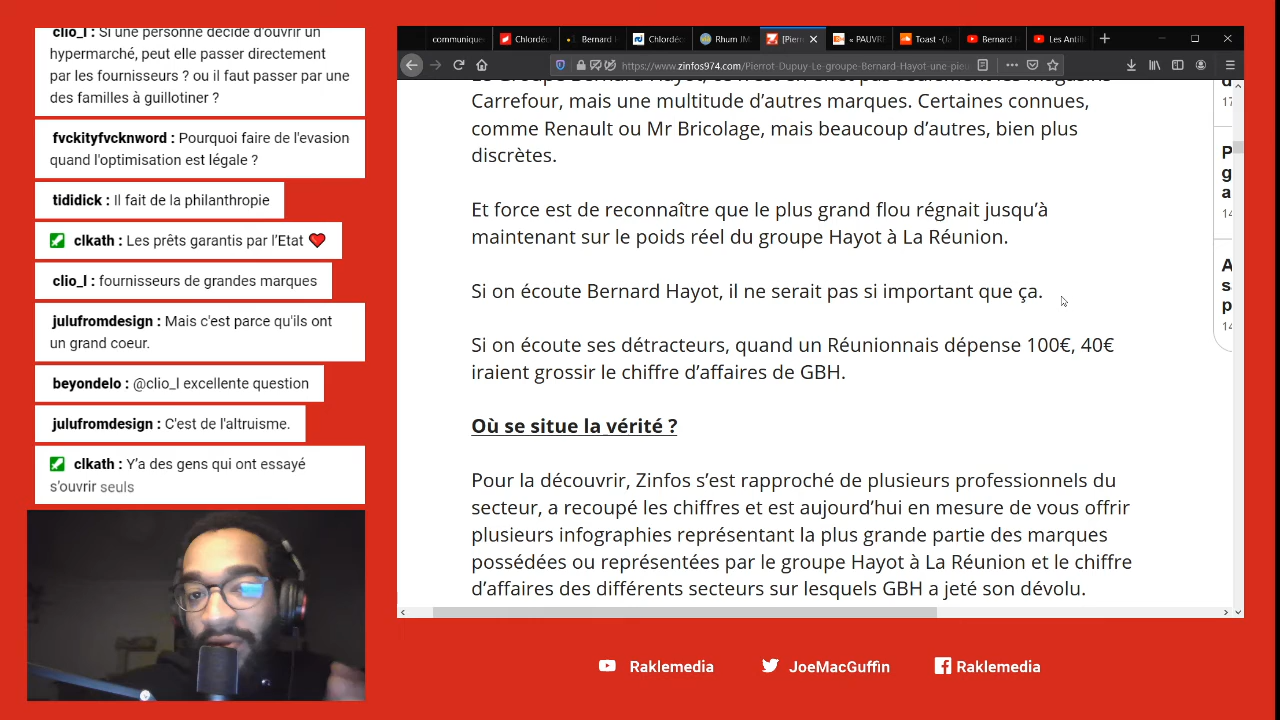 clio_l : Si une personne décide d'ouvrir un
hypermarché, peut elle passer directement
par les fournisseurs ? ou il faut passer par une
des familles à guillotiner ?
fvckityfvcknword : Pourquoi faire de l'evasion
quand l'optimisation est légale ?
tididick : Il fait de la philanthropie
clkath : Les prêts garantis par l'Etat ❤️
clio_l : fournisseurs de grandes marques
julufromdesign : Mais c'est parce qu'ils ont
un grand coeur.
beyondelo : @clio_l excellente question
julufromdesign : C'est de l'altruisme.
clkath : Y'a des gens qui ont essayé
s'ouvrir seuls
communique
Chlordéc
Bernard H
Chlordéc
Rhum JM
[Pierr
« PAUVRE
Toast -(la
Bernard H
Les Antill
https://www.zinfos974.com/Pierrot-Dupuy-Le-groupe-Bernard-Hayot-une-pieu
Carrefour, mais une multitude d'autres marques. Certaines connues,
comme Renault ou Mr Bricolage, mais beaucoup d'autres, bien plus
discrètes.
Et force est de reconnaître que le plus grand flou régnait jusqu'à
maintenant sur le poids réel du groupe Hayot à La Réunion.
Si on écoute Bernard Hayot, il ne serait pas si important que ça.
Si on écoute ses détracteurs, quand un Réunionnais dépense 100€, 40€
iraient grossir le chiffre d'affaires de GBH.
Où se situe la vérité ?
Pour la découvrir, Zinfos s'est rapproché de plusieurs professionnels du
secteur, a recoupé les chiffres et est aujourd'hui en mesure de vous offrir
plusieurs infographies représentant la plus grande partie des marques
possédées ou représentées par le groupe Hayot à La Réunion et le chiffre
d'affaires des différents secteurs sur lesquels GBH a jeté son dévolu.
17
P
g
a
14
A
s
p
14
Raklemedia
JoeMacGuffin
Raklemedia